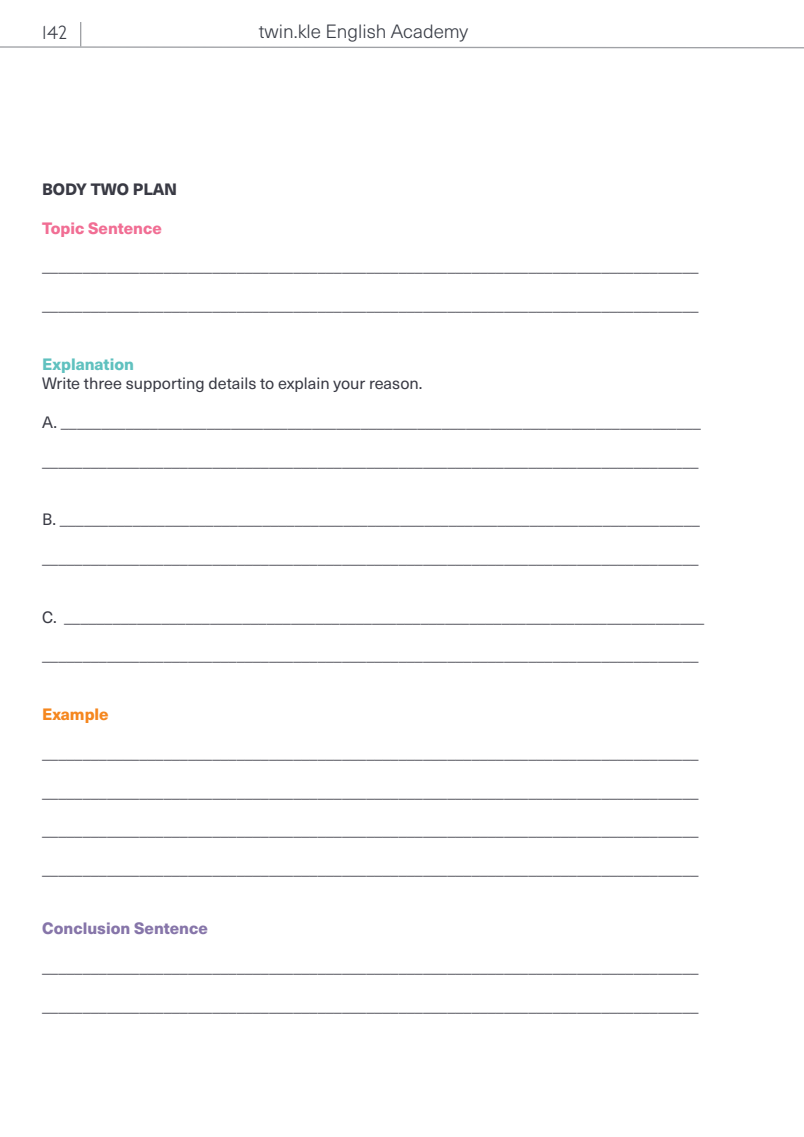 142
twin.kle English Academy
BODY TWO PLAN
Topic Sentence
Explanation
Write three supporting details to explain your reason.
A.
B.
C.
Example
Conclusion Sentence